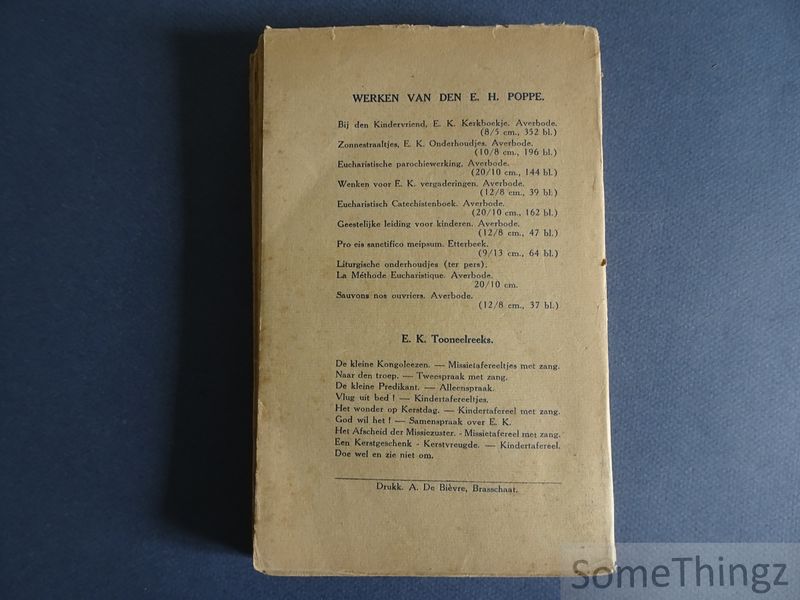 WERKEN VAN DEN E. H. POPPE.
Bij den Kindervriend, E. K. Kerkboekje. Averbode.
(8/5 cm., 352 bl.)
Zonnestraaltjes, E. K. Onderhoudjes. Averbode.
(10/8 cm., 196 bl.)
Eucharistische parochiewerking. Averbode.
(20/10 cm., 144 bl.)
Wenken voor E. K. vergaderingen. Averbode.
(12/8 cm., 39 bl.)
Eucharistisch Catechistenboek. Averbode.
(20/10 cm., 162 bl.)
Geestelijke leiding voor kinderen. Averbode.
(12/8 cm., 47 bl.)
Pro eis sanctifico meipsum. Etterbeek.
(9/13 cm., 64 bl.)
Liturgische onderhoudjes (ter pers).
La Méthode Eucharistique. Averbode.
20/10 cm.
Sauvons nos ouvriers. Averbode.
(12/8 cm., 37 bl.)
E. K. Tooneelreeks.
De kleine Kongoleezen. — Missietafereeltjes met zang.
Naar den troep. — Tweespraak met zang.
De kleine Predikant. — Alleenspraak.
Vlug uit bed ! — Kindertafereeltjes.
Het wonder op Kerstdag. — Kindertafereel met zang.
God wil het ! — Samenspraak over E. K.
Het Afscheid der Missiezuster. - Missietafereel met zang.
Een Kerstgeschenk - Kerstvreugde. — Kindertafereel.
Doe wel en zie niet om.
Drukk. A. De Bièvre, Brasschaat.
SomeThingz